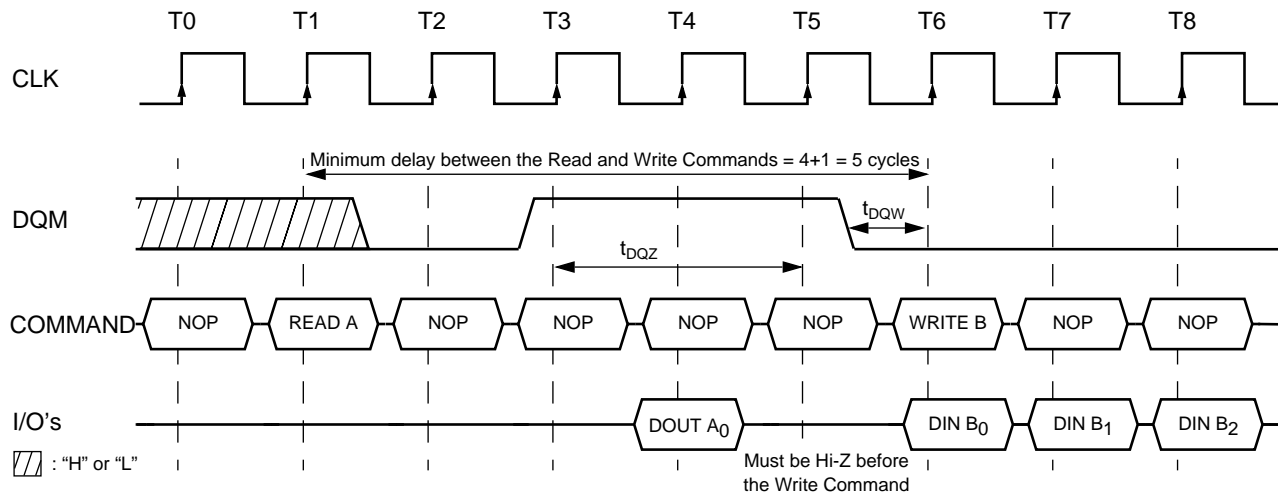 T0 T1 T2 T3 T4 T5 T6 T7 T8
CLK
Minimum delay between the Read and Write Commands = 4+1 = 5 cycles
DQM
tDQW
tDQZ
COMMAND NOP READ A NOP NOP NOP NOP WRITE B NOP NOP
I/O's DOUT A0 DIN B0 DIN B1 DIN B2
: “H” or “L”
Must be Hi-Z before
the Write Command